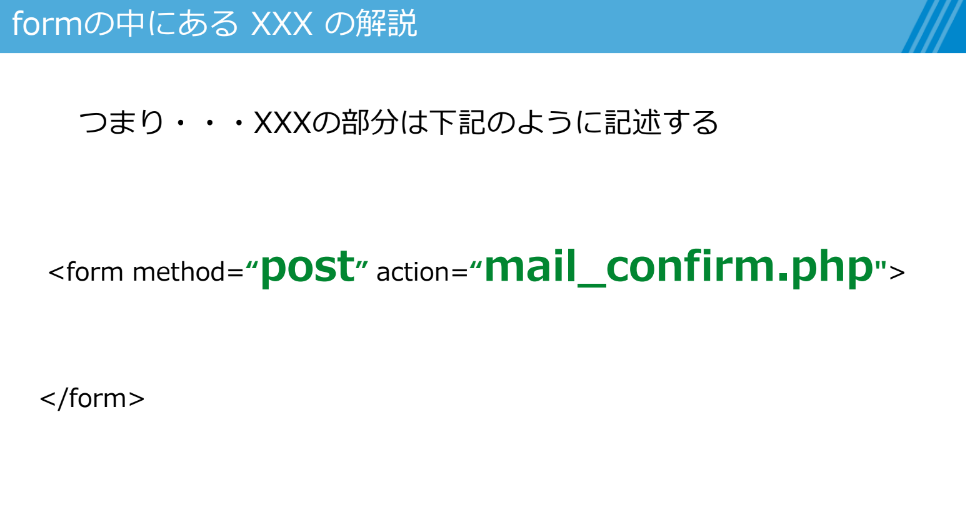 formの中にある XXX の解説
つまり・・・XXXの部分は下記のように記述する
<form method=“post” action=“mail_confirm.php">
</form>